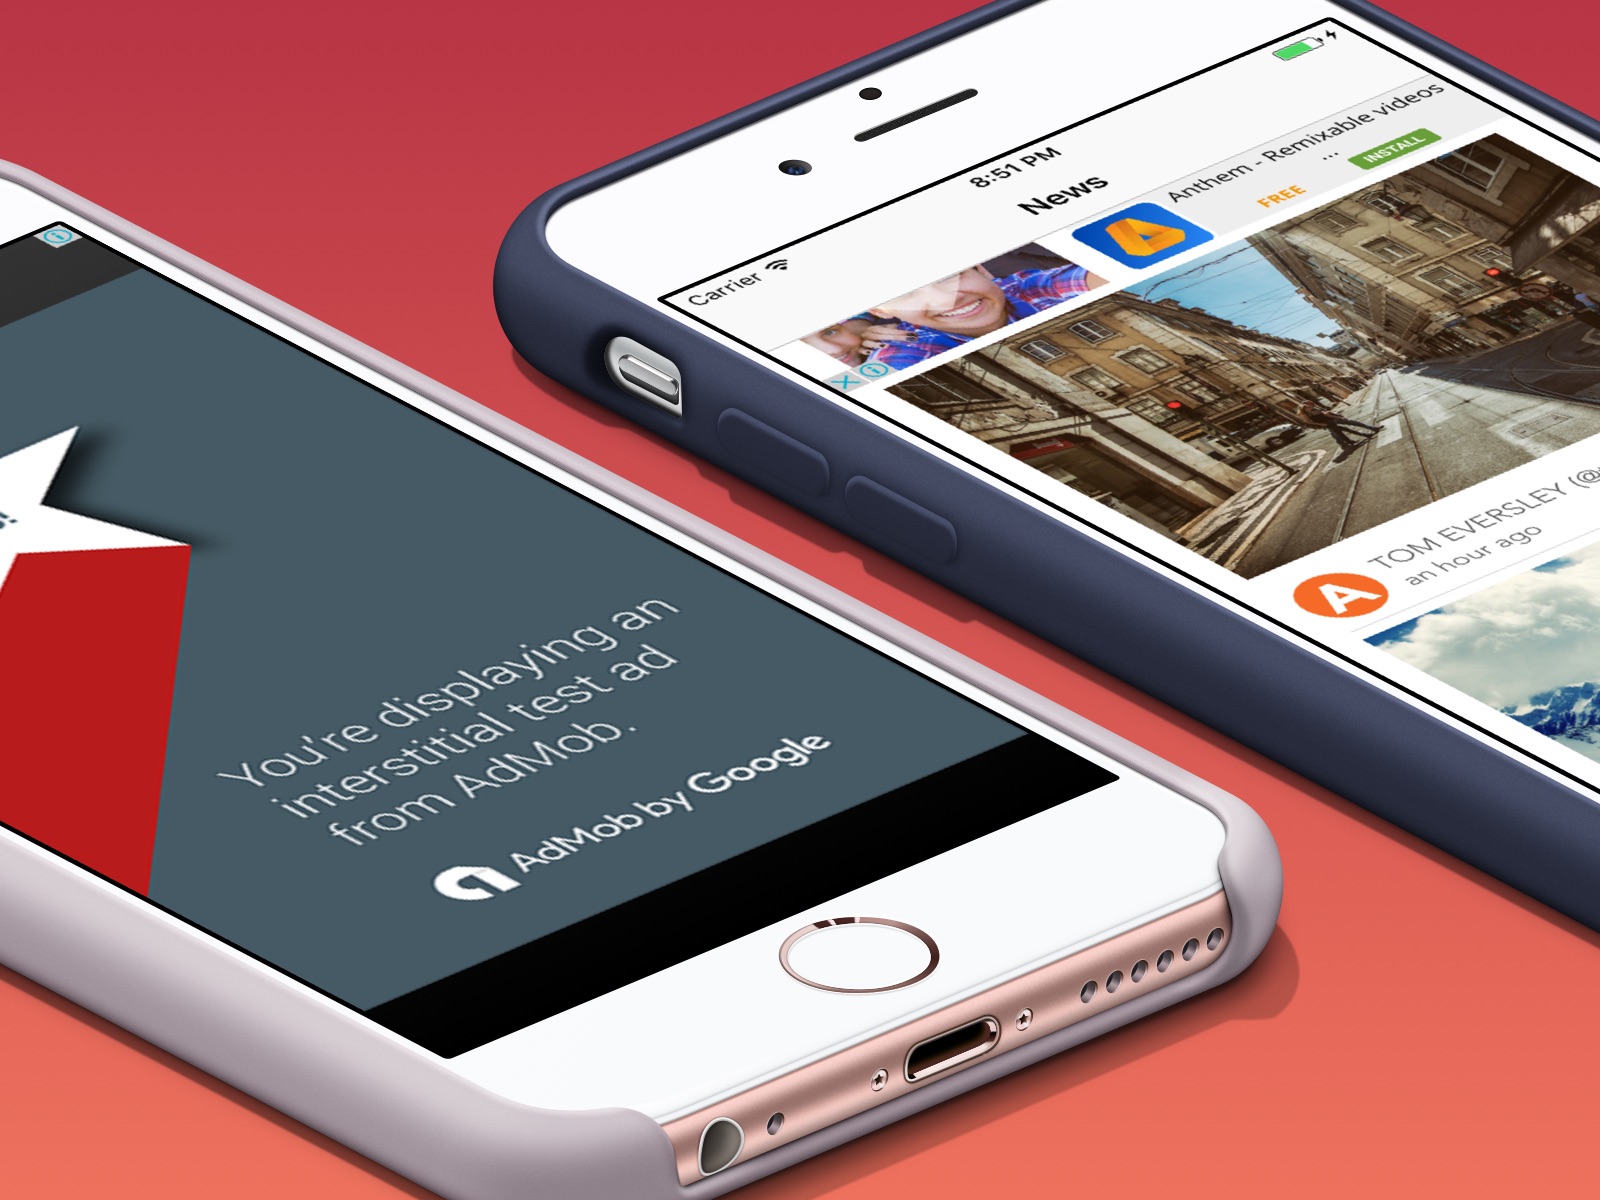 You're displaying an
interstitial test ad
from AdMob.
AdMob by Google
Carrier
8:51 PM
News
Anthem - Remixable videos
...
FREE
INSTALL
TOM EVERSLEY (@
an hour ago